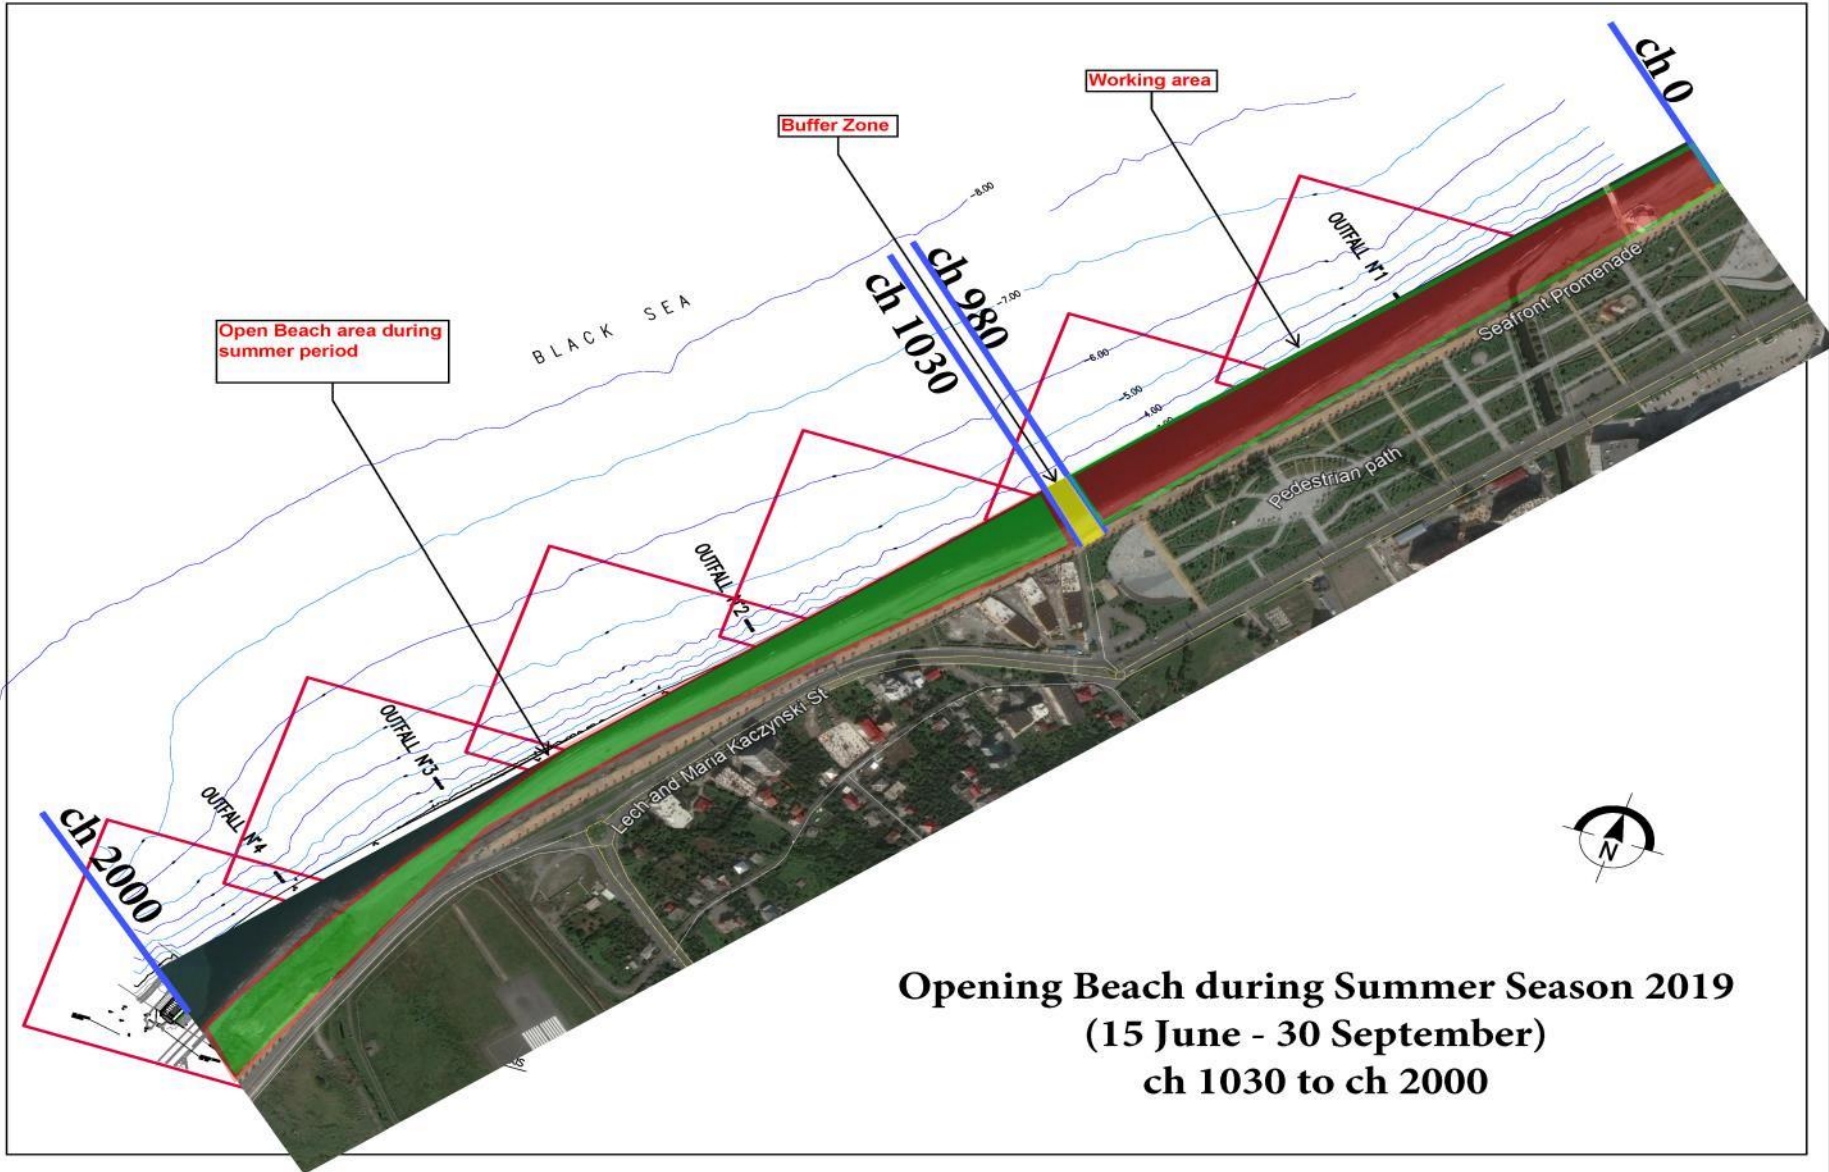 ch 0
Working area
Buffer Zone
-8.00
OUTFALL N°1
ch 980
ch 1030
-7.00
Seafront Promenade
BLACK SEA
Open Beach area during
summer period
-6.00
-5.00
-4.00
Pedestrian path
OUTFALL N°2
Lech and Maria Kaczynski St
OUTFALL N°3
OUTFALL N°4
ch 2000
N
Opening Beach during Summer Season 2019
(15 June - 30 September)
ch 1030 to ch 2000